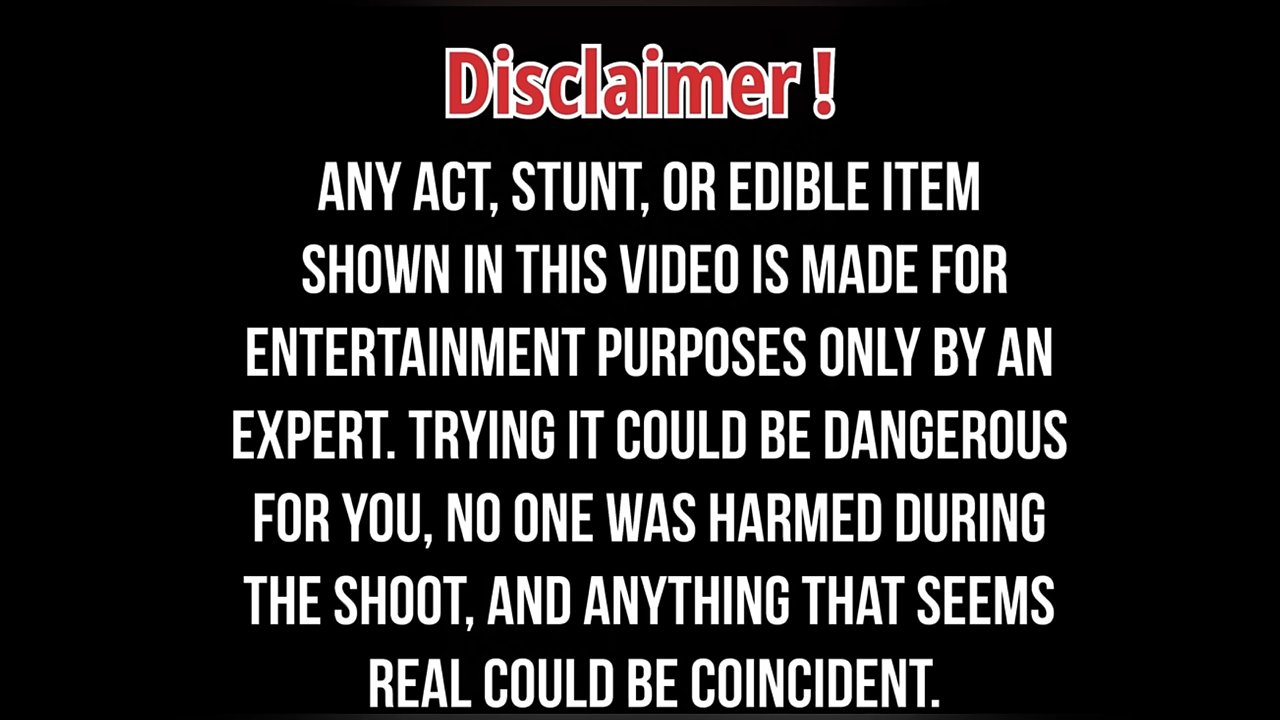 Disclaimer !
ANY ACT, STUNT, OR EDIBLE ITEM
SHOWN IN THIS VIDEO IS MADE FOR
ENTERTAINMENT PURPOSES ONLY BY AN
EXPERT. TRYING IT COULD BE DANGEROUS
FOR YOU, NO ONE WAS HARMED DURING
THE SHOOT, AND ANYTHING THAT SEEMS
REAL COULD BE COINCIDENT.